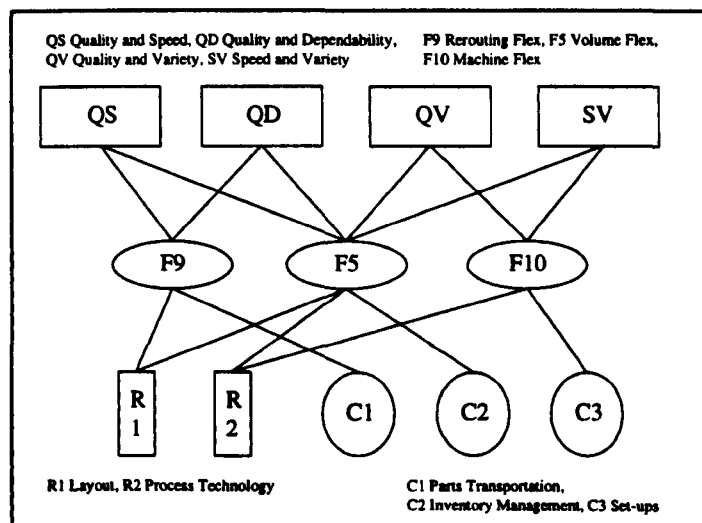 QS Quality and Speed, QD Quality and Dependability,
QV Quality and Variety, SV Speed and Variety
F9 Rerouting Flex, F5 Volume Flex,
F10 Machine Flex
QS QD QV SV
F9 F5 F10
R 1 R 2 C1 C2 C3
R1 Layout, R2 Process Technology
C1 Parts Transportation,
C2 Inventory Management, C3 Set-ups